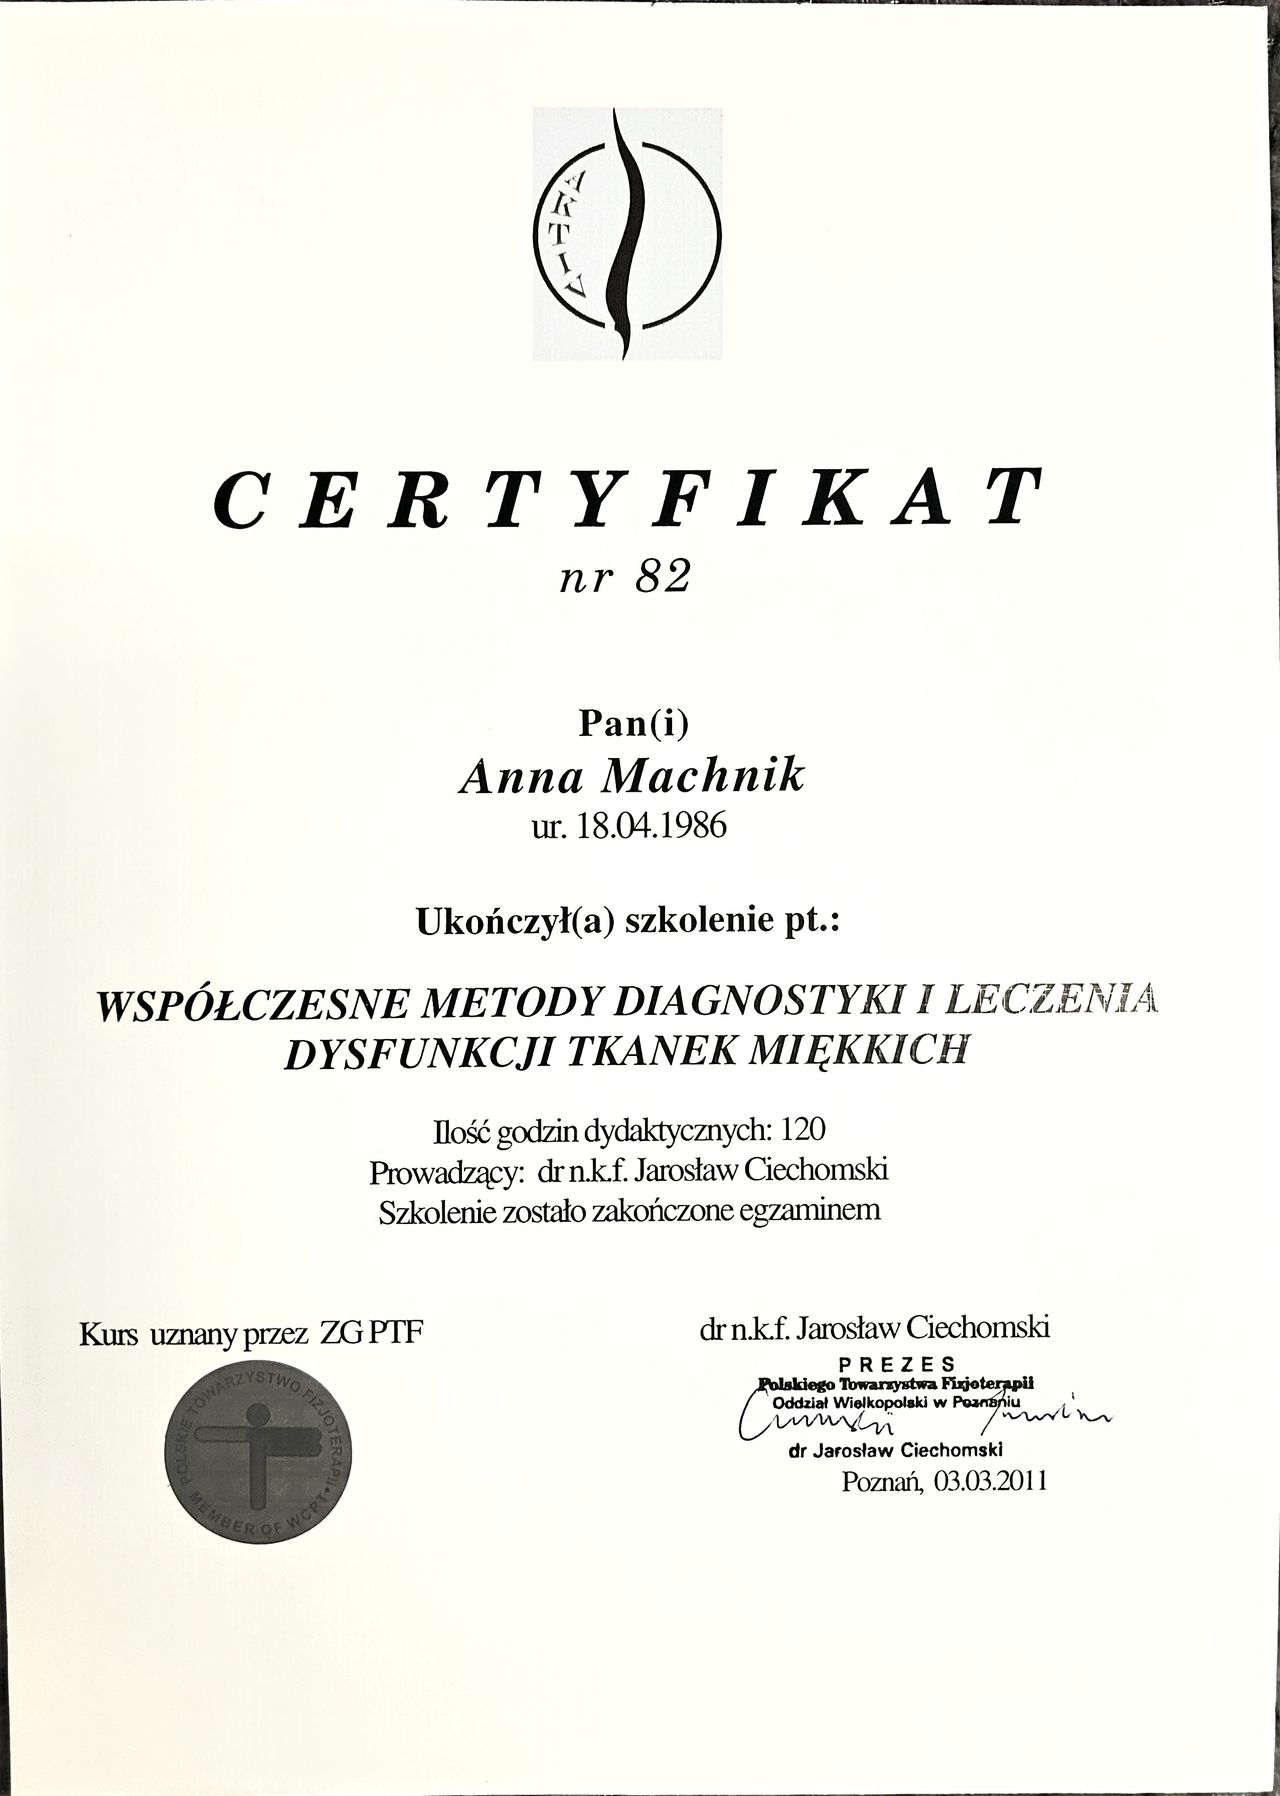 ARTIV
CERTYFIKAT
nr 82
Pan(i)
Anna Machnik
ur. 18.04.1986
Ukończył(a) szkolenie pt.:
WSPÓŁCZESNE METODY DIAGNOSTYKI I LECZENIA
DYSFUNKCJI TKANEK MIĘKKICH
Ilość godzin dydaktycznych: 120
Prowadzący: dr n.k.f. Jarosław Ciechomski
Szkolenie zostało zakończone egzaminem
Kurs uznany przez ZG PTF
POLSKIE TOWARZYSTWO FIZJOTERAPII •
MEMBER OF WCPT •
dr n.k.f. Jarosław Ciechomski
PREZES
Polskiego Towarzystwa Fizjoterapii
Oddział Wielkopolski w Poznaniu
dr Jarosław Ciechomski
Poznań, 03.03.2011